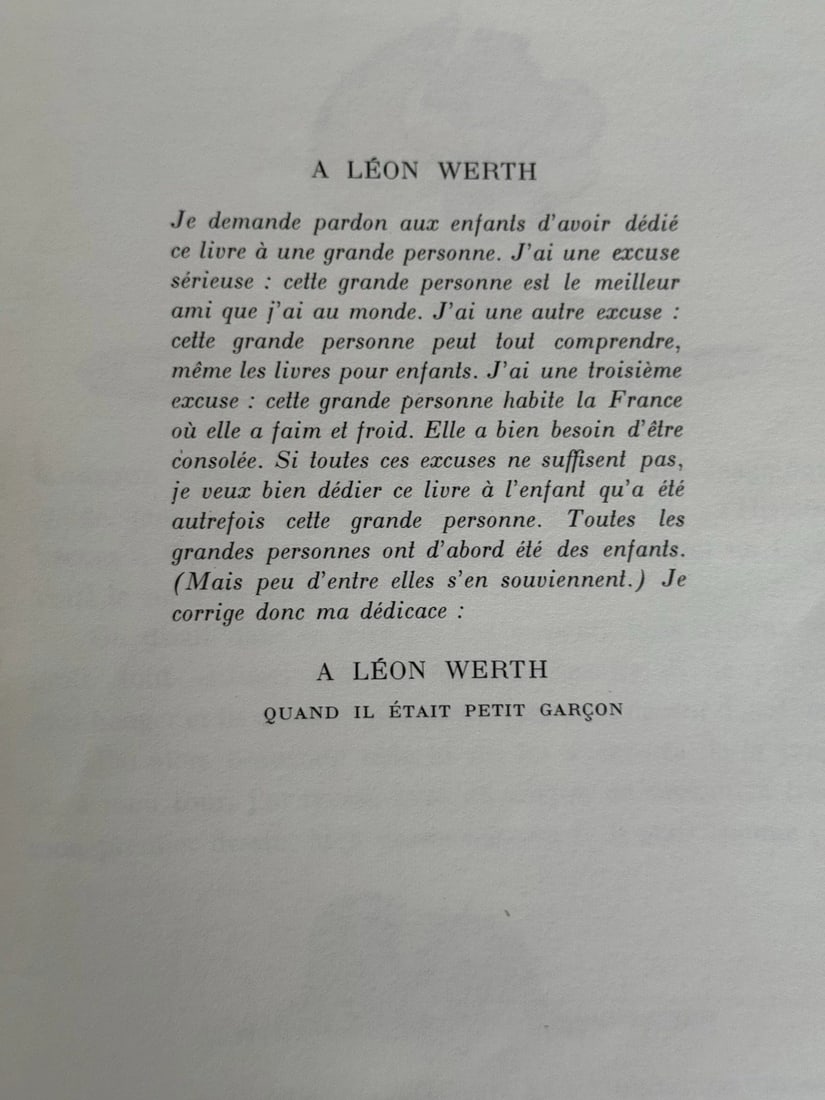 A LÉON WERTH
Je demande pardon aux enfants d'avoir dédié
ce livre à une grande personne. J'ai une excuse
sérieuse : cette grande personne est le meilleur
ami que j'ai au monde. J'ai une autre excuse :
cette grande personne peut tout comprendre,
même les livres pour enfants. J'ai une troisième
excuse : cette grande personne habite la France
où elle a faim et froid. Elle a bien besoin d'être
consolée. Si toutes ces excuses ne suffisent pas,
je veux bien dédier ce livre à l'enfant qu'a été
autrefois cette grande personne. Toutes les
grandes personnes ont d'abord été des enfants.
(Mais peu d'entre elles s'en souviennent.) Je
corrige donc ma dédicace :
A LÉON WERTH
QUAND IL ÉTAIT PETIT GARÇON